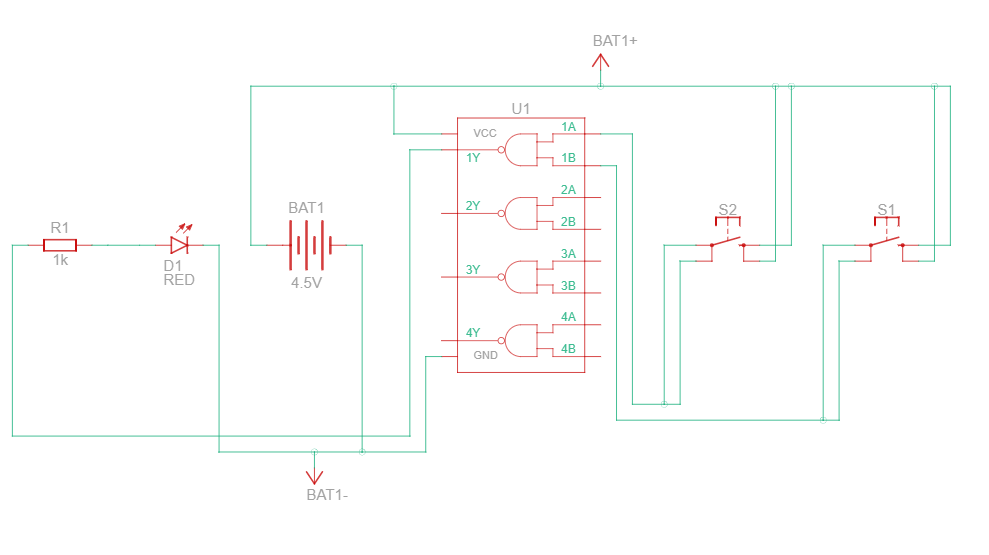 BAT1+
U1
VCC
1A
1Y
1B
2A
2Y
2B
3A
3Y
3B
4A
4Y
GND
4B
S2
S1
BAT1
4.5V
R1
1k
D1
RED
BAT1-